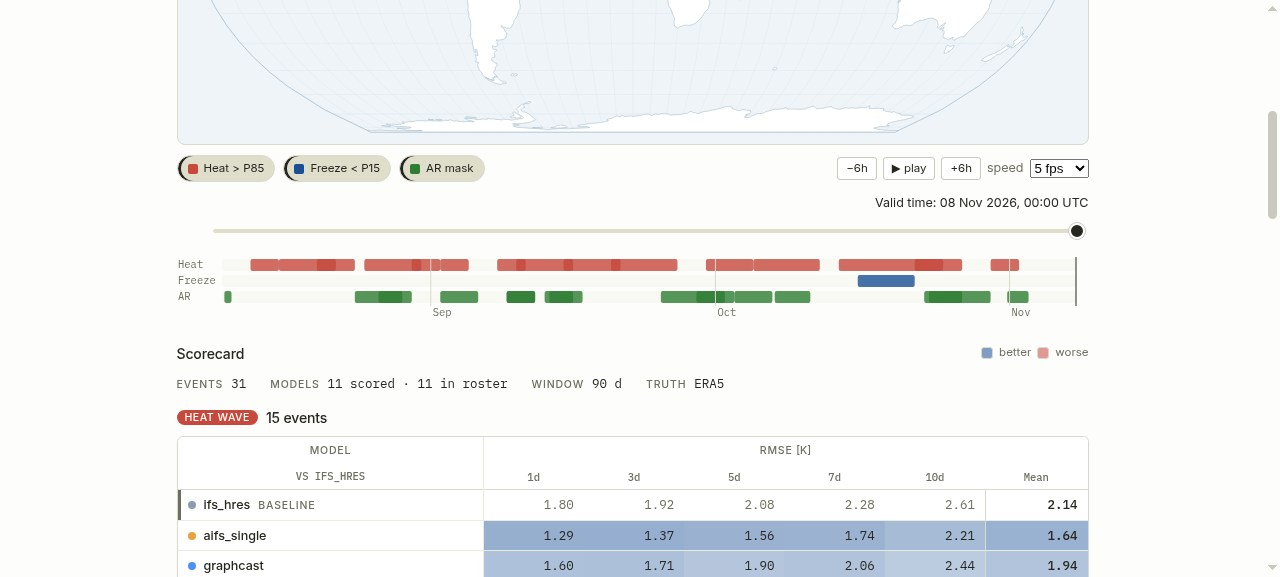 Heat > P85 Freeze < P15 AR mask −6h ▶ play +6h speed 5 fps
Valid time: 08 Nov 2026, 00:00 UTC
Heat
Freeze
AR
Sep Oct Nov
Scorecard better worse
EVENTS 31 MODELS 11 scored · 11 in roster WINDOW 90 d TRUTH ERA5
HEAT WAVE 15 events
MODEL RMSE [K]
VS IFS_HRES 1d 3d 5d 7d 10d Mean
ifs_hres BASELINE 1.80 1.92 2.08 2.28 2.61 2.14
aifs_single 1.29 1.37 1.56 1.74 2.21 1.64
graphcast 1.60 1.71 1.90 2.06 2.44 1.94